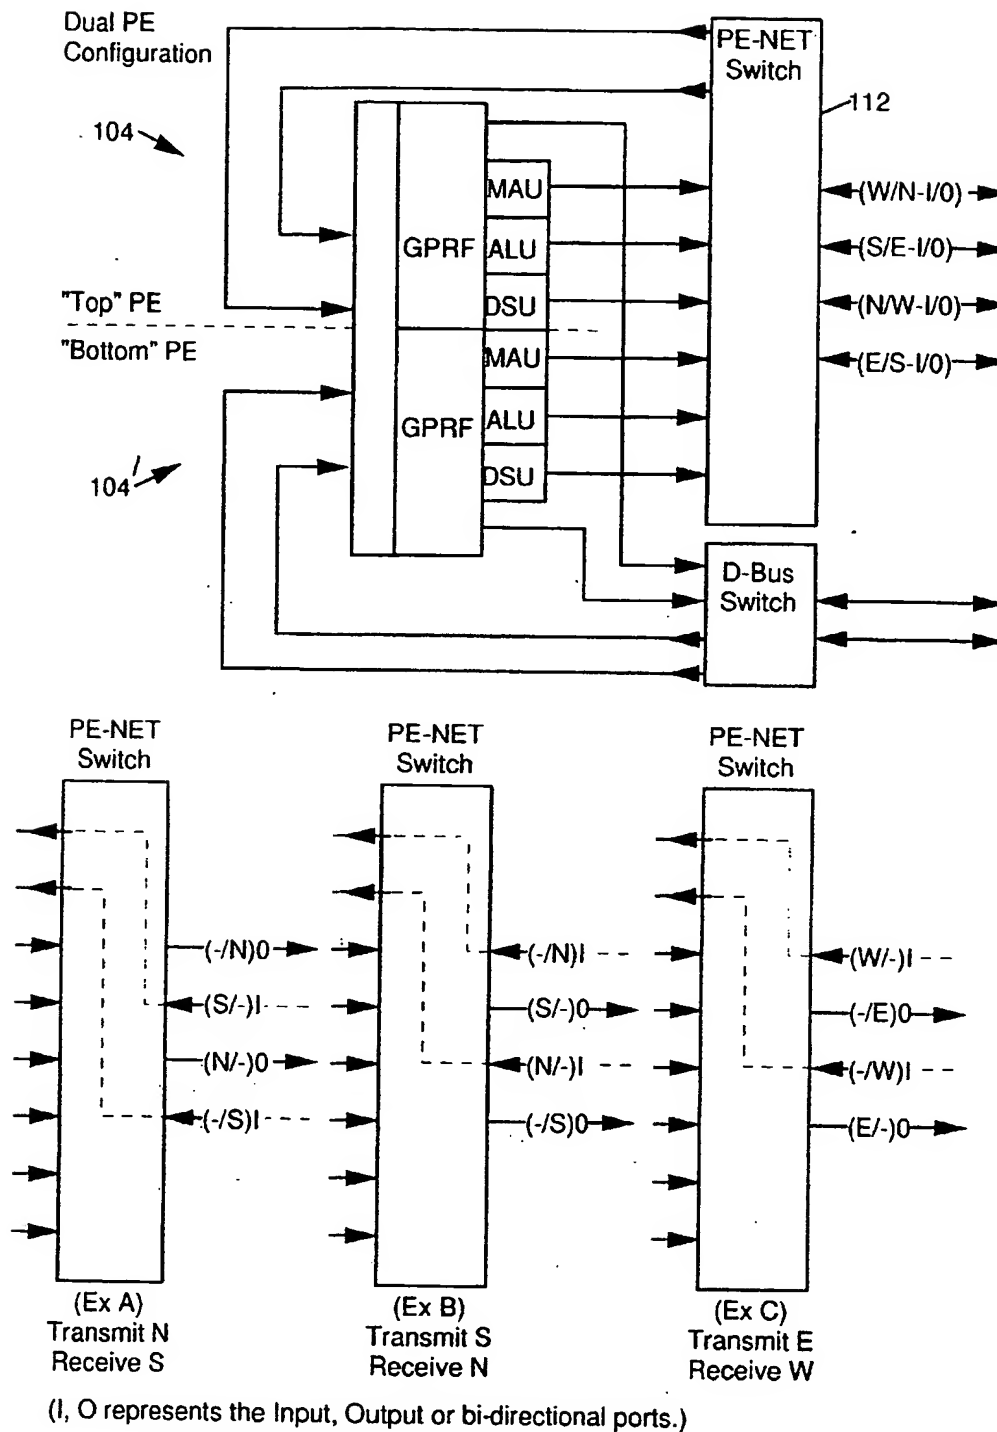 Dual PE
Configuration
PE-NET
Switch
112
104
(W/N-I/0)
MAU
(S/E-I/0)
GPRF
ALU
(N/W-I/0)
DSU
"Top" PE
"Bottom" PE
MAU
(E/S-I/0)
ALU
GPRF
DSU
104'
D-Bus
Switch
PE-NET
Switch
PE-NET
Switch
PE-NET
Switch
(-/N)0
(S/-)I
(N/-)0
(-/S)I
(-/N)I
(S/-)0
(N/-)I
(-/S)0
(W/-)I
(-/E)0
(-/W)I
(E/-)0
(Ex A)
Transmit N
Receive S
(Ex B)
Transmit S
Receive N
(Ex C)
Transmit E
Receive W
(I, O represents the Input, Output or bi-directional ports.)